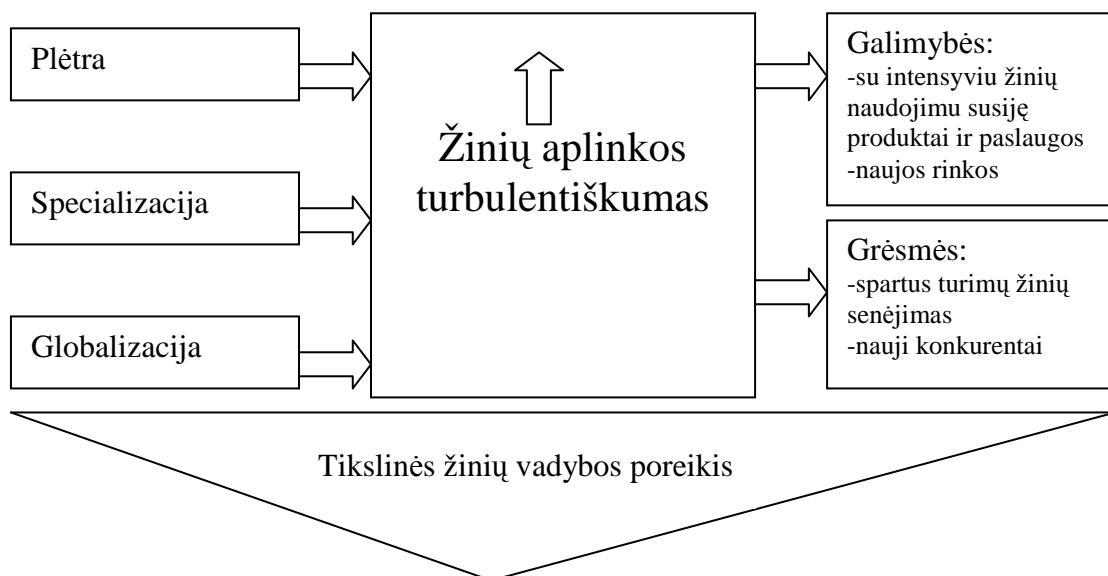 Plėtra
Specializacija
Globalizacija
Žinių aplinkos
turbulentiškumas
Galimybės:
-su intensyviu žinių
naudojimu susiję
produktai ir paslaugos
-naujos rinkos
Grėsmės:
-spartus turimų žinių
senėjimas
-nauji konkurentai
Tikslinės žinių vadybos poreikis